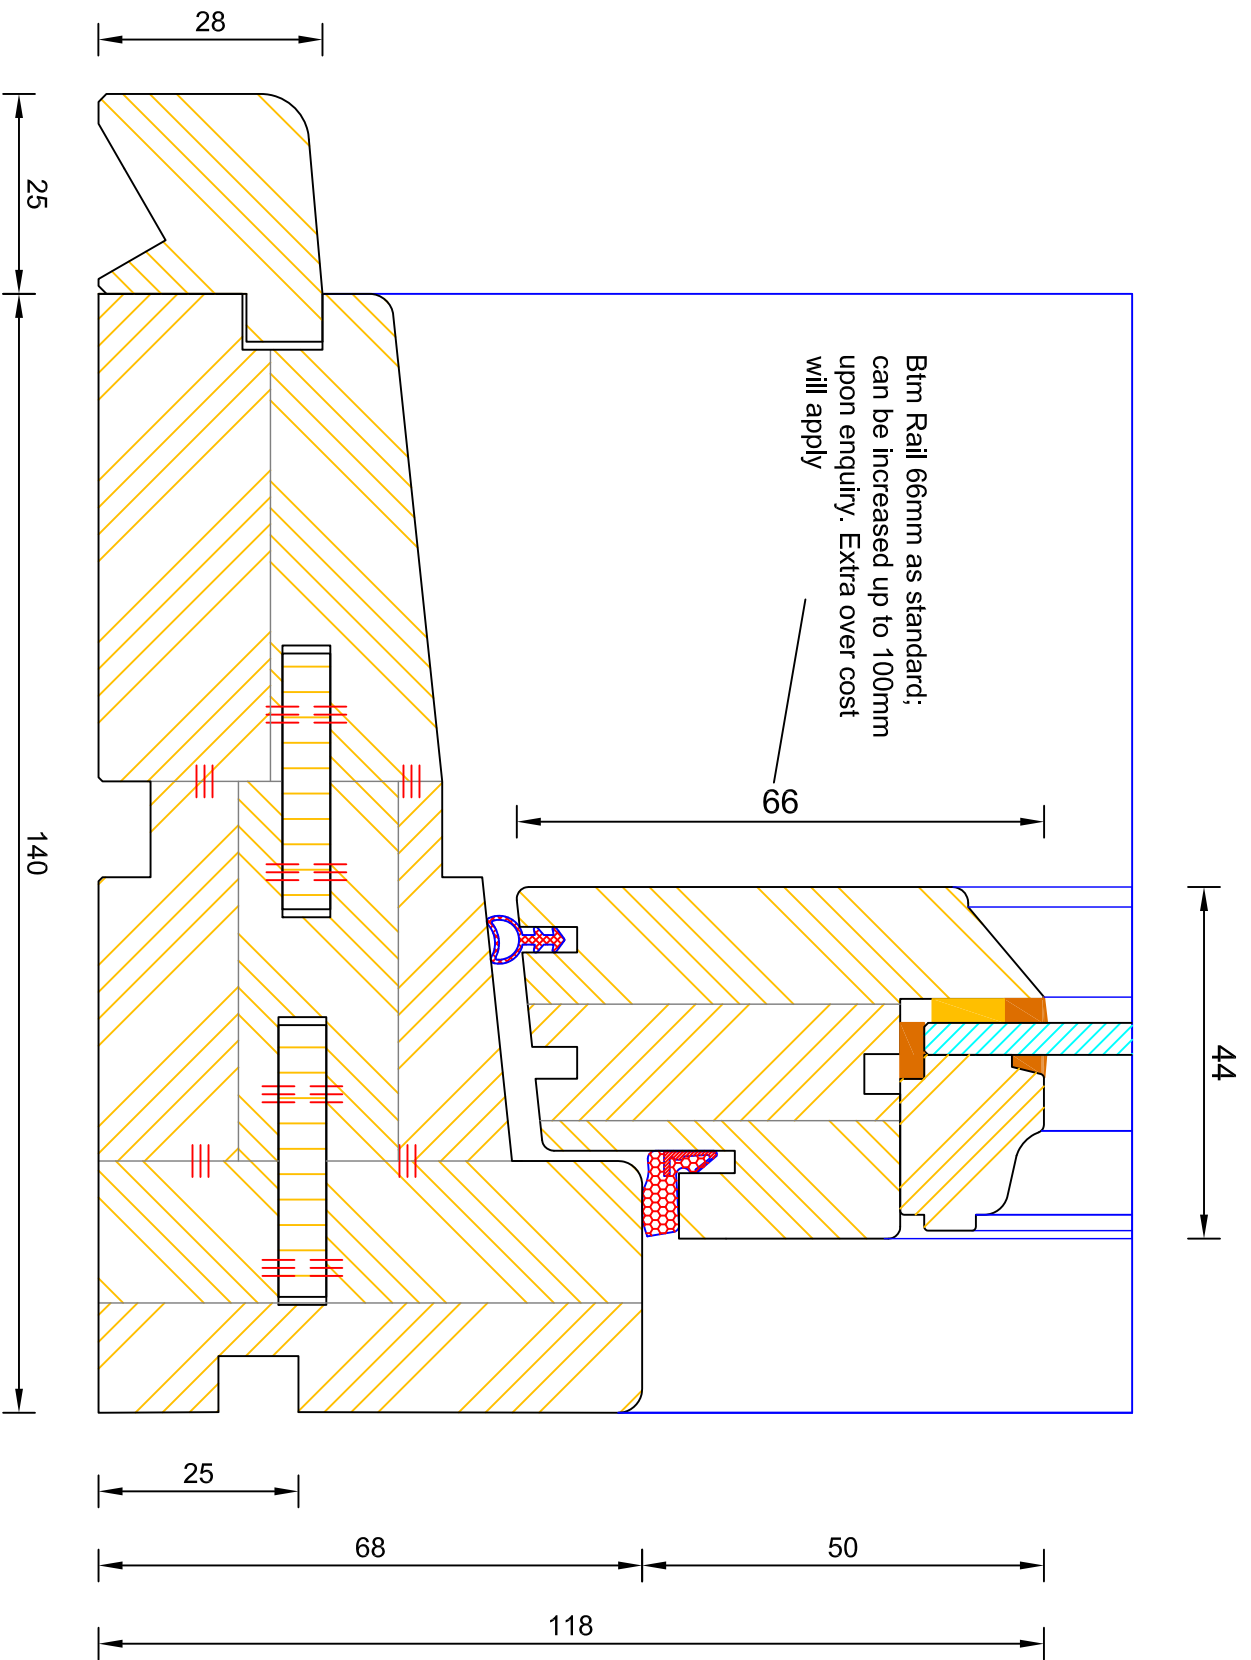 28
25
140
Btm Rail 66mm as standard;
can be increased up to 100mm
upon enquiry. Extra over cost
will apply
66
44
25
68
50
118